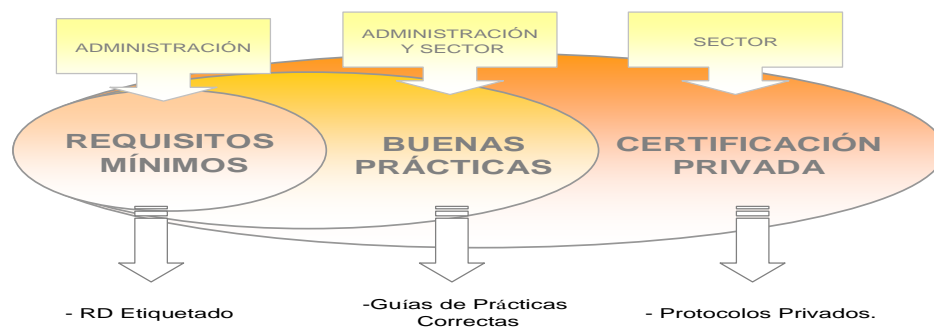 ADMINISTRACIÓN
ADMINISTRACIÓN
Y SECTOR
SECTOR
REQUISITOS
MÍNIMOS
BUENAS
PRÁCTICAS
CERTIFICACIÓN
PRIVADA
- RD Etiquetado
-Guías de Prácticas
Correctas
- Protocolos Privados.